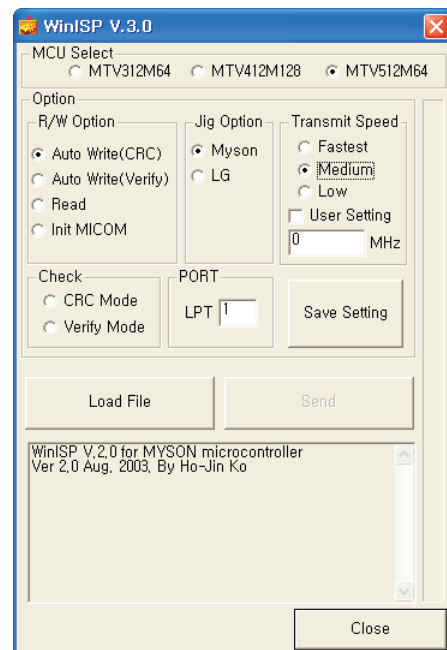 WinISP V.3.0
MCU Select
MTV312M64 MTV412M128 MTV512M64
Option
R/W Option
Auto Write(CRC)
Auto Write(Verify)
Read
Init MICOM
Jig Option
Myson
LG
Transmit Speed
Fastest
Medium
Low
User Setting
0 MHz
Check
CRC Mode
Verify Mode
PORT
LPT 1
Save Setting
Load File
Send
WinISP V.2.0 for MYSON microcontroller
Ver 2.0 Aug. 2003. By Ho-Jin Ko
Close